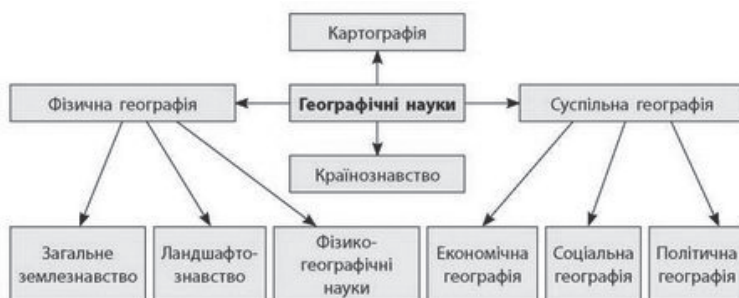 Картографія
Фізична географія
Географічні науки
Суспільна географія
Країнознавство
Загальне
землезнавство
Ландшафто-
знавство
Фізико-
географічні
науки
Економічна
географія
Соціальна
географія
Політична
географія